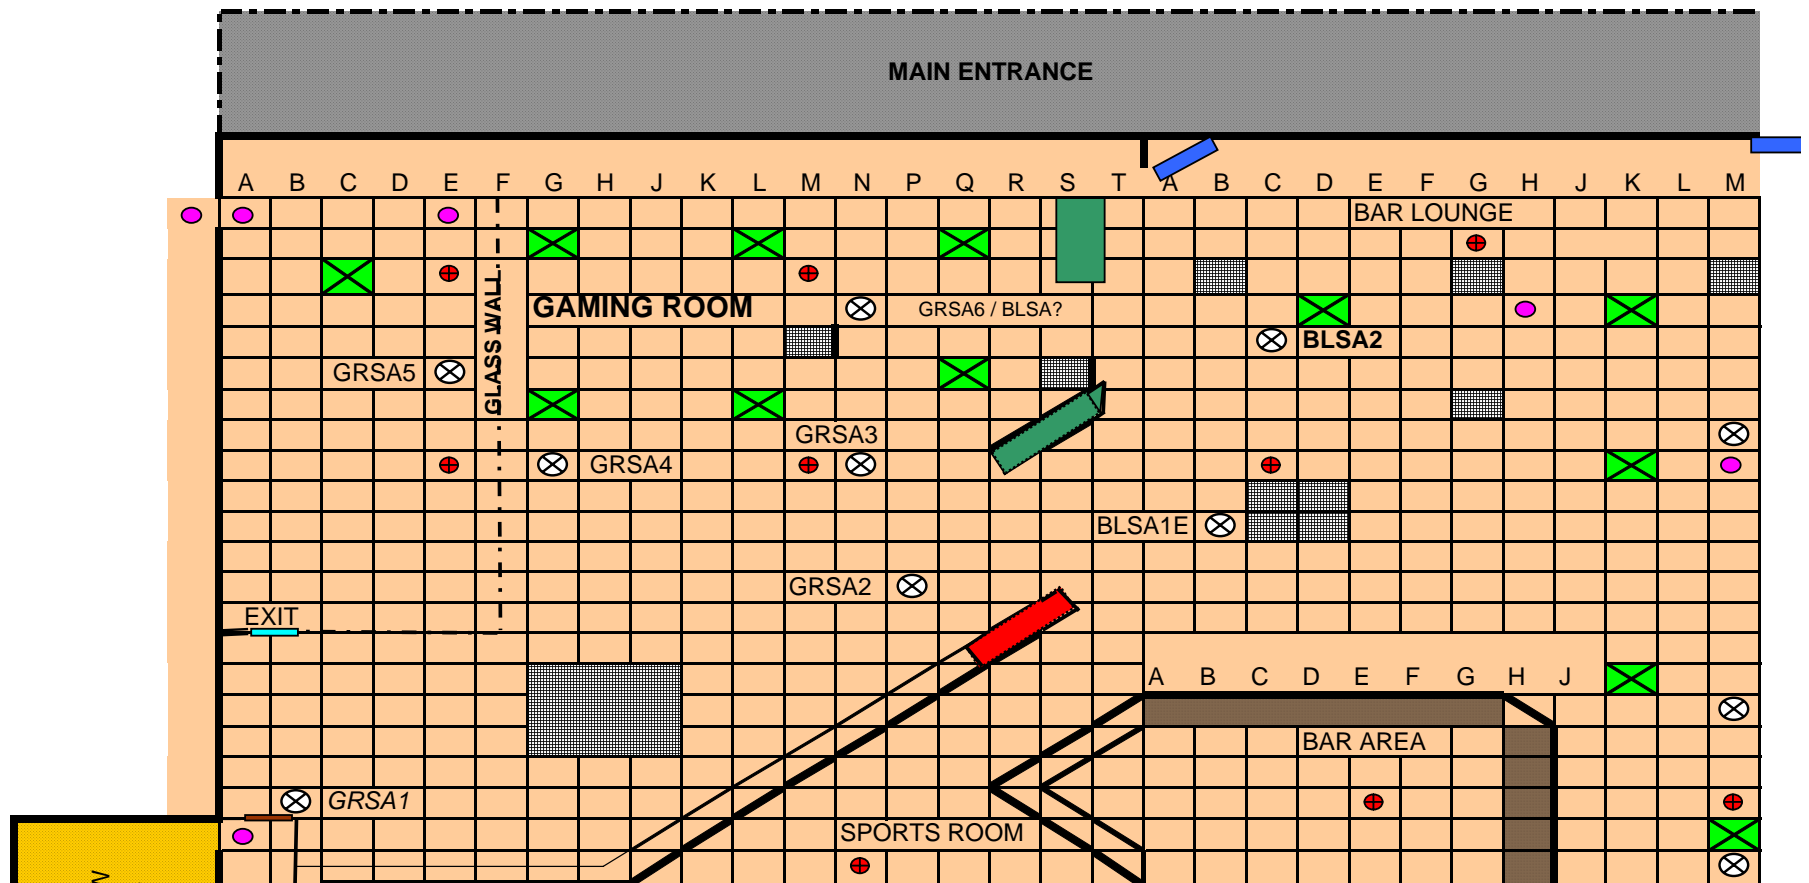 MAIN ENTRANCE
A B C D E F G H J K L M N P Q R S T A B C D E F G H J K L M
BAR LOUNGE
GLASS WALL
GAMING ROOM
GRSA6 / BLSA?
BLSA2
GRSA5
GRSA3
GRSA4
BLSA1E
GRSA2
EXIT
A B C D E F G H J
BAR AREA
GRSA1
SPORTS ROOM